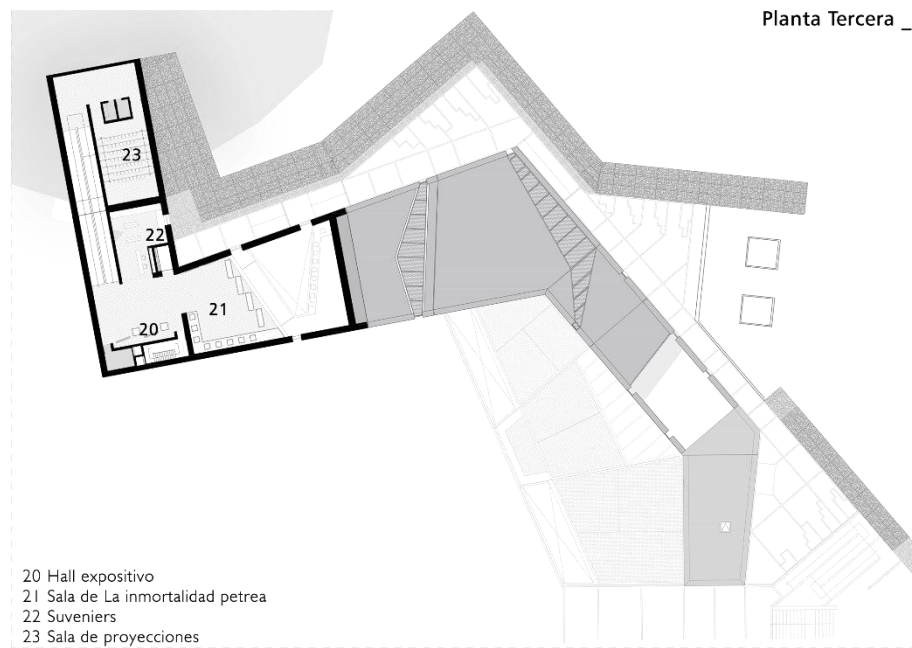 Planta Tercera _
23
22
21
20
20 Hall expositivo
21 Sala de La inmortalidad petrea
22 Suveniers
23 Sala de proyecciones